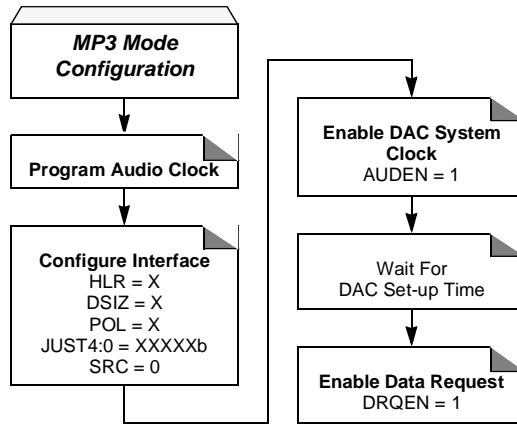 MP3 Mode
Configuration
Program Audio Clock
Configure Interface
HLR = X
DSIZ = X
POL = X
JUST4:0 = XXXXXb
SRC = 0
Enable DAC System
Clock
AUDEN = 1
Wait For
DAC Set-up Time
Enable Data Request
DRQEN = 1